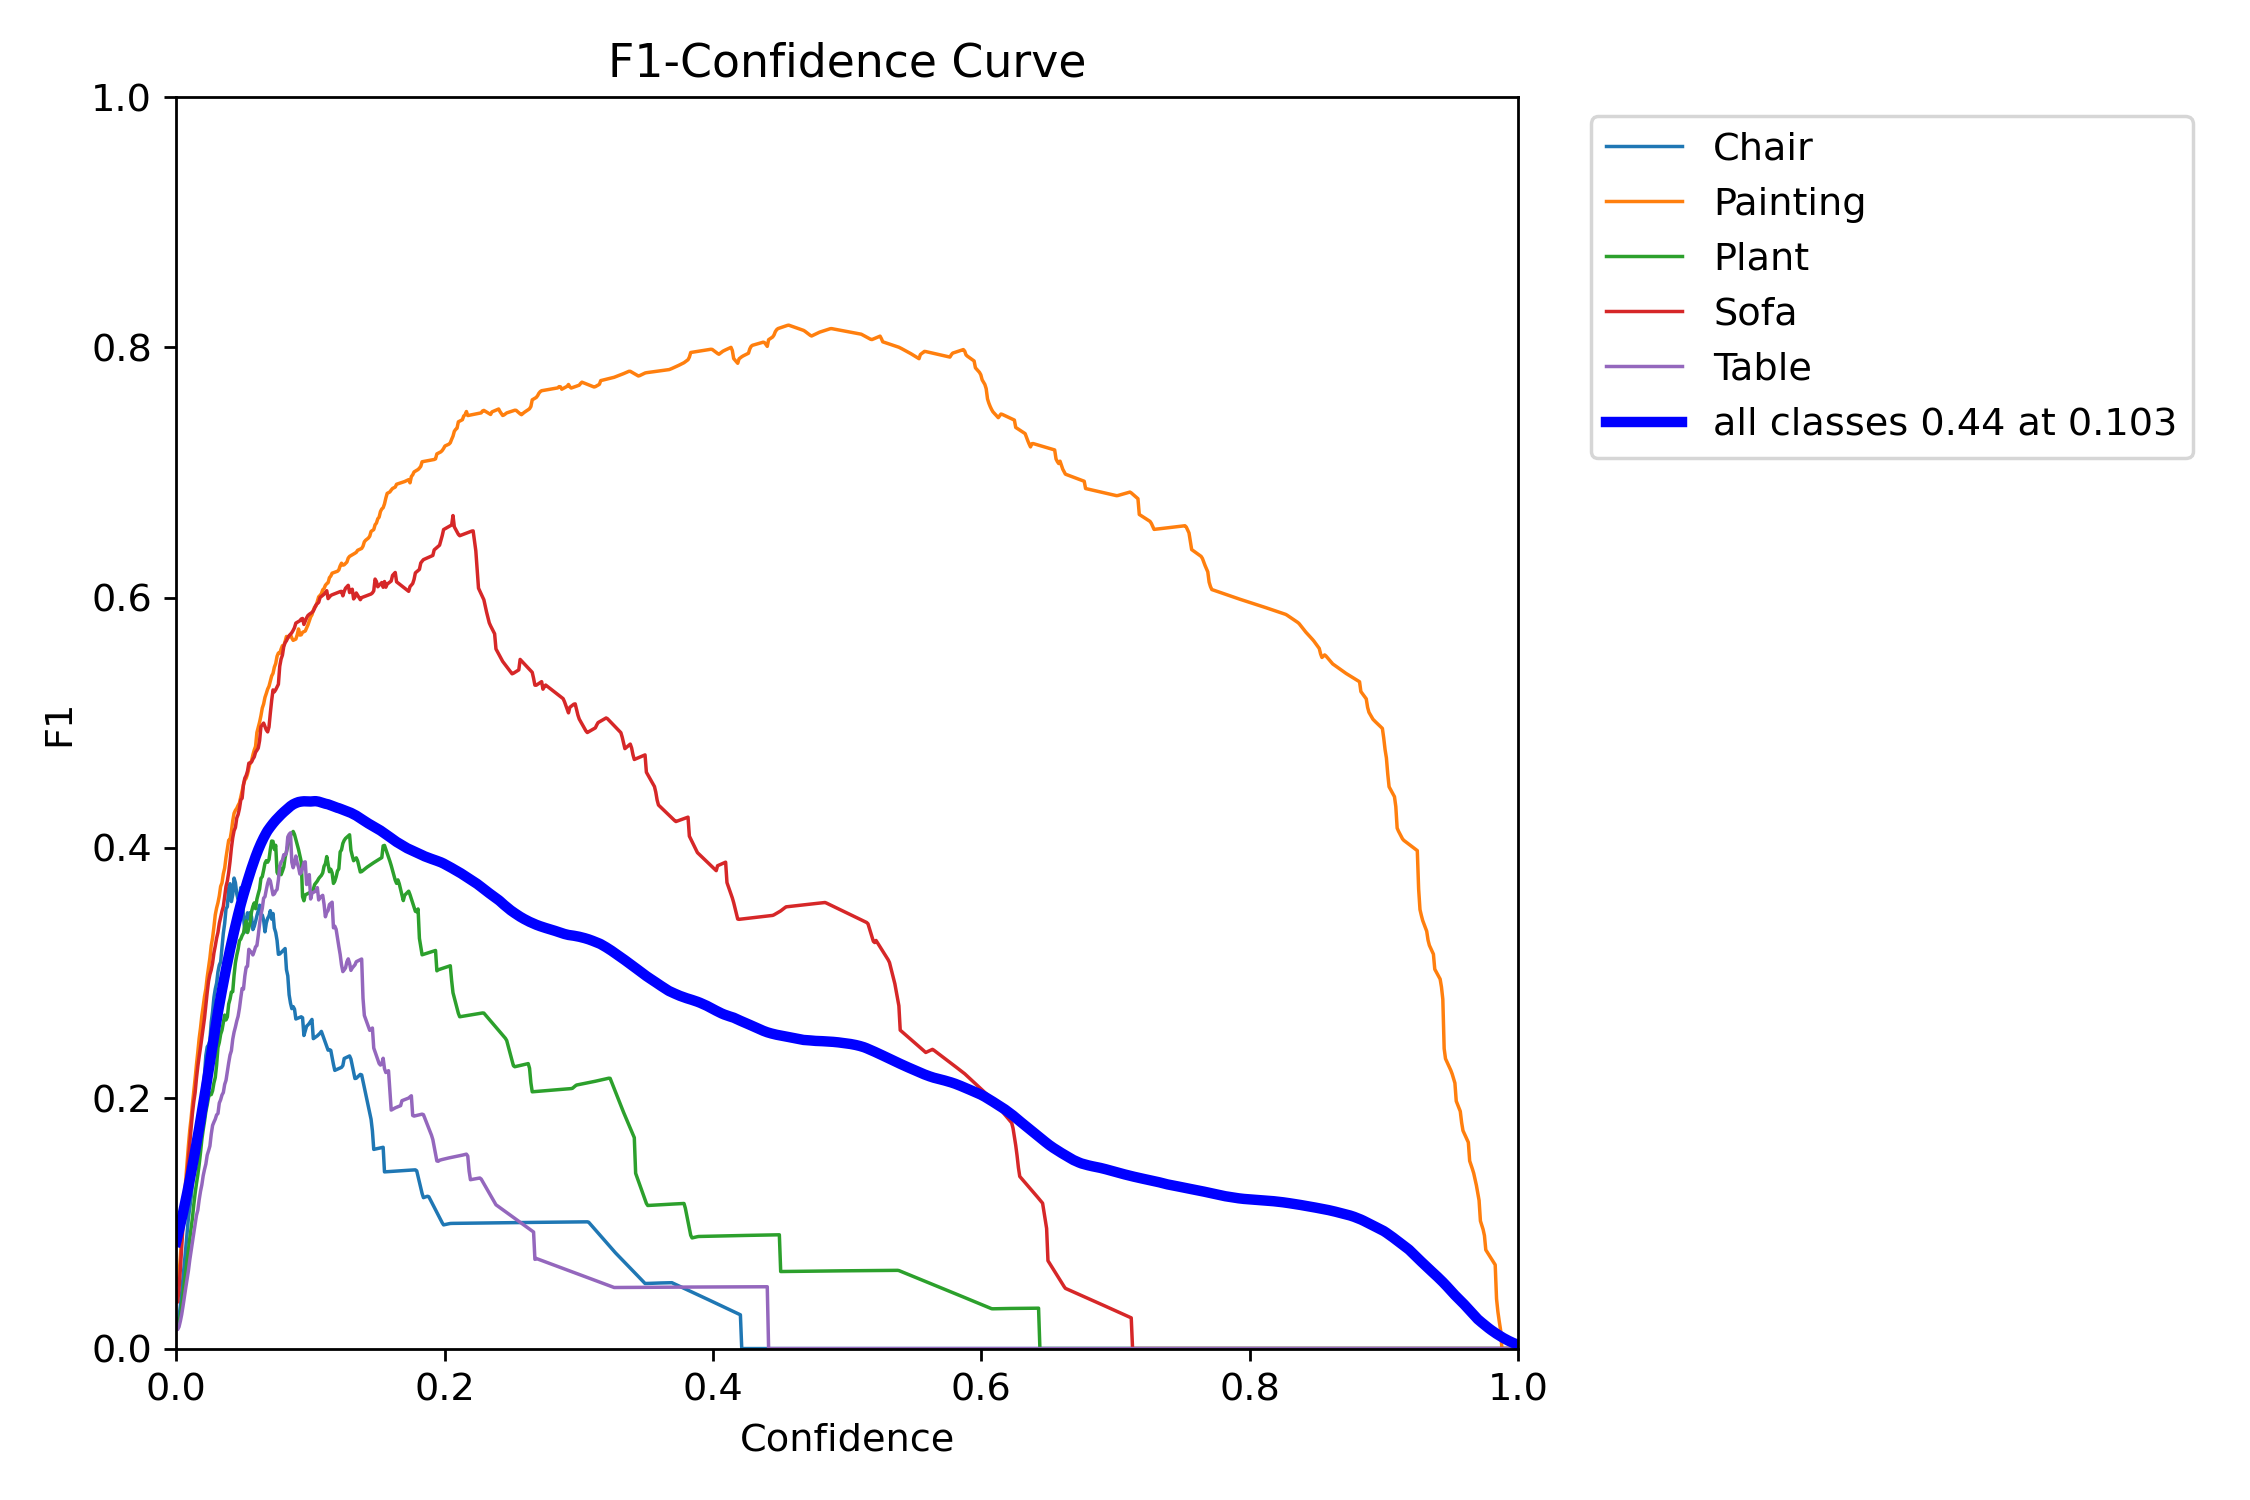 F1-Confidence Curve
1.0
0.8
0.6
0.4
0.2
0.0
F1
0.0 0.2 0.4 0.6 0.8 1.0
Confidence
Chair
Painting
Plant
Sofa
Table
all classes 0.44 at 0.103